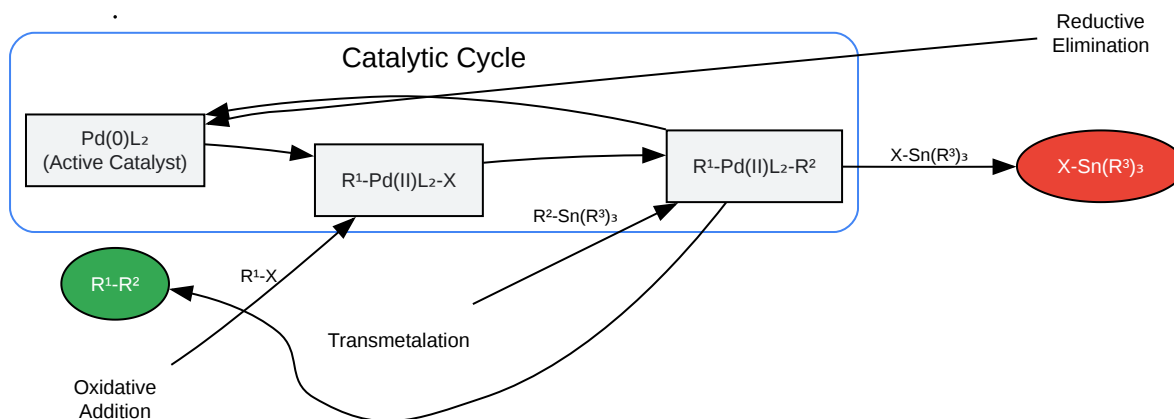 Reductive
Elimination
Catalytic Cycle
Pd(0)L₂
(Active Catalyst)
R¹-Pd(II)L₂-X
R¹-Pd(II)L₂-R²
X-Sn(R³)₃
X-Sn(R³)₃
R²-Sn(R³)₃
R¹-X
R¹-R²
Transmetalation
Oxidative
Addition